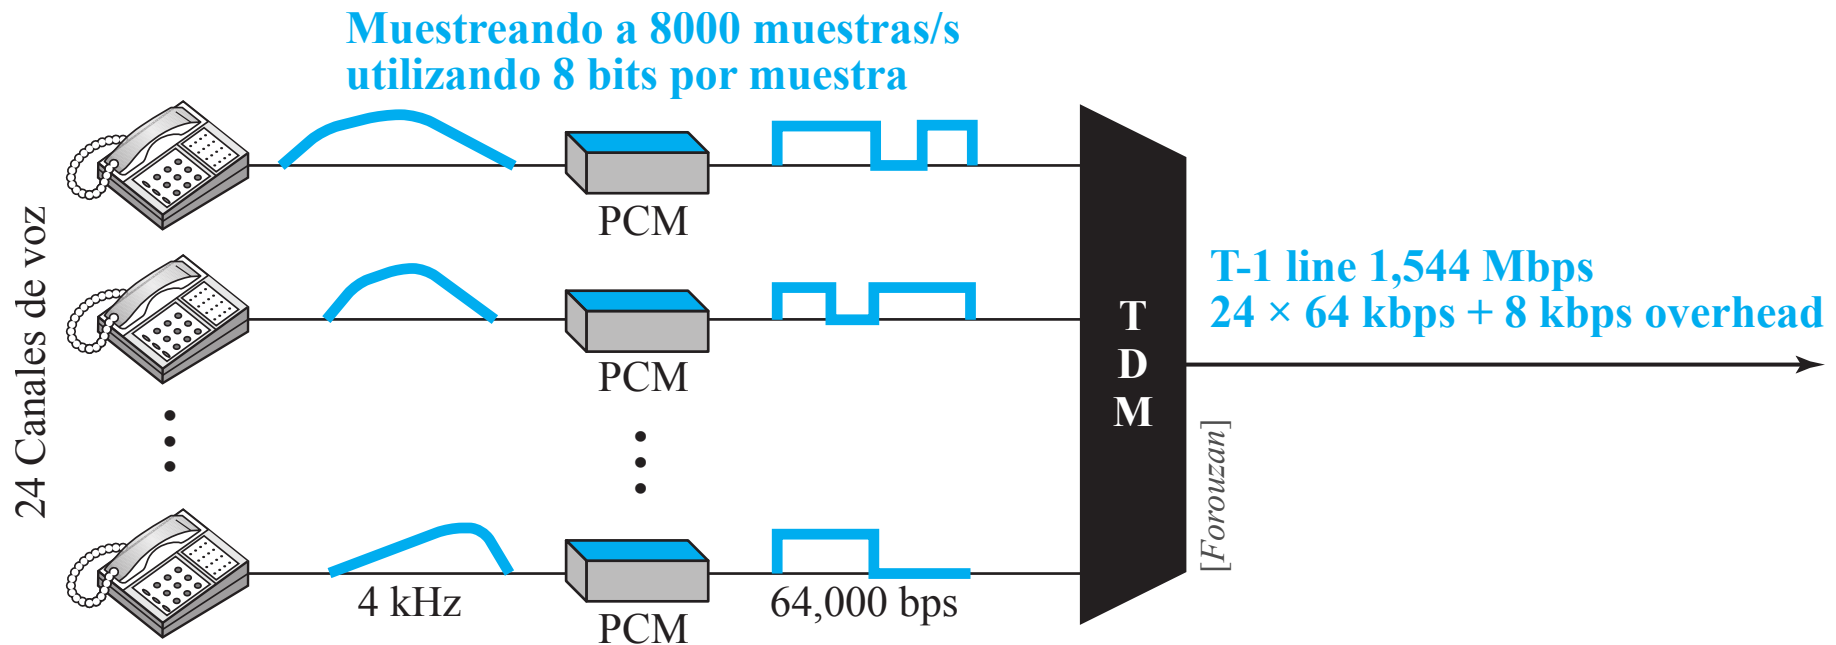 Muestreando a 8000 muestras/s
utilizando 8 bits por muestra
24 Canales de voz
PCM
PCM
4 kHz
PCM
64,000 bps
T
D
M
T-1 line 1,544 Mbps
24 × 64 kbps + 8 kbps overhead
[Forouzan]